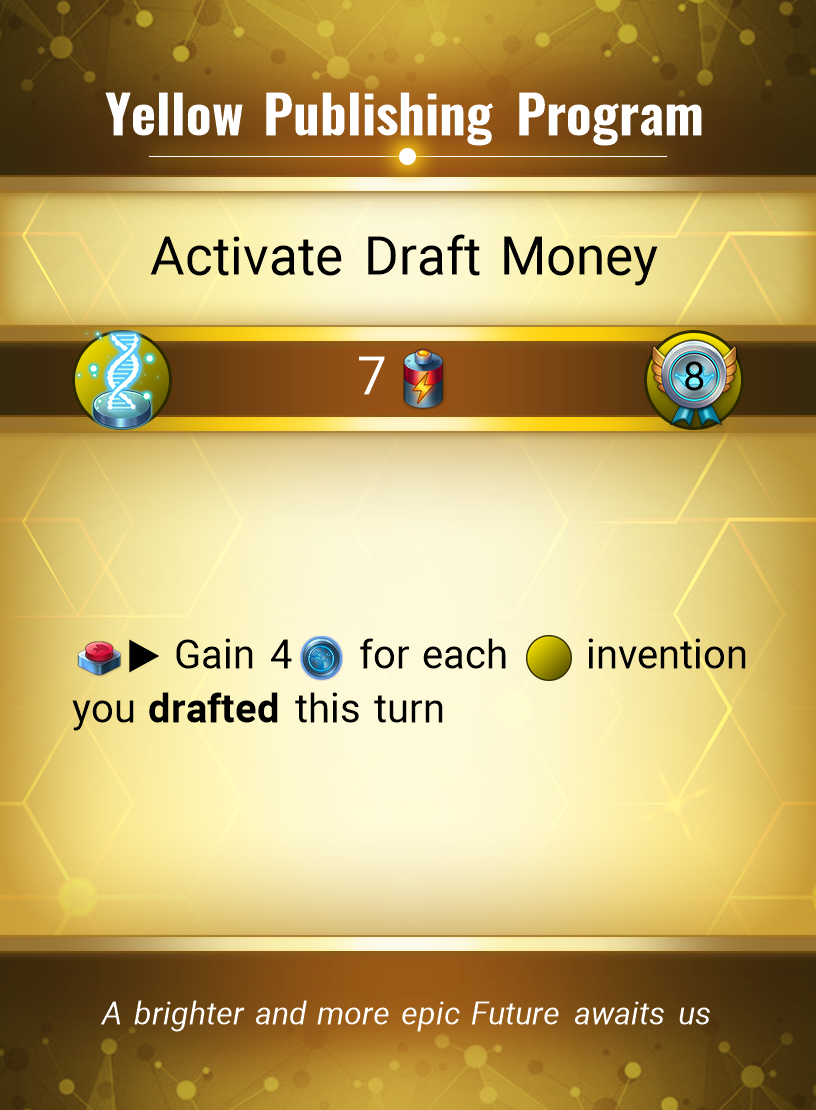 Yellow Publishing Program
Activate Draft Money
7
8
▶ Gain 4 for each invention
you drafted this turn
A brighter and more epic Future awaits us